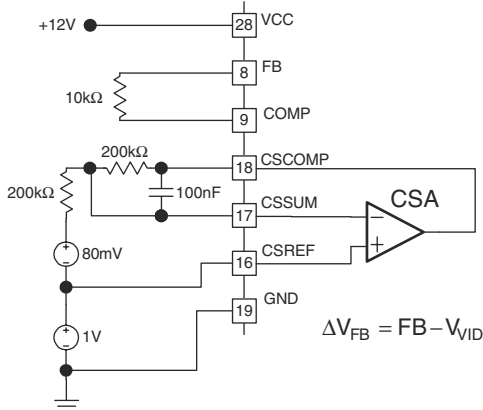 +12V
28
VCC
8
FB
10kΩ
9
COMP
200kΩ
18
CSCOMP
200kΩ
100nF
17
CSSUM
CSA
−
+
+
−
80mV
16
CSREF
19
GND
+
−
1V
ΔV_FB = FB − V_VID